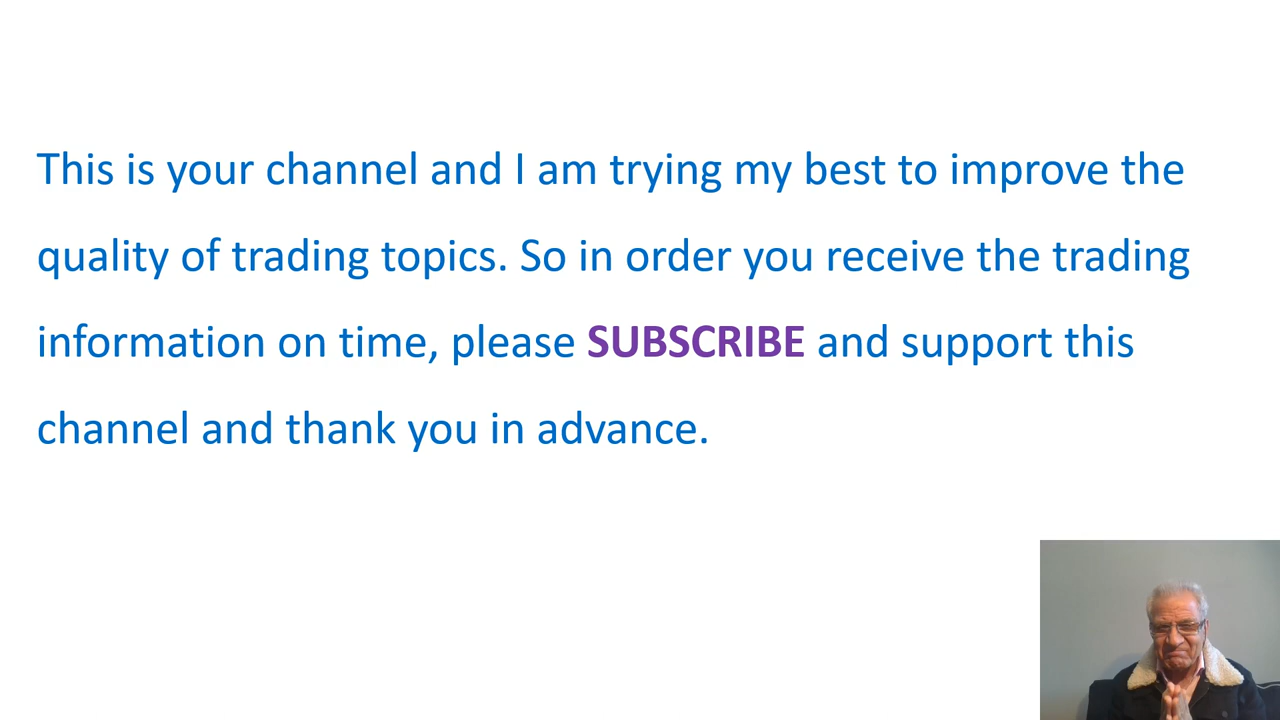 This is your channel and I am trying my best to improve the
quality of trading topics. So in order you receive the trading
information on time, please SUBSCRIBE and support this
channel and thank you in advance.